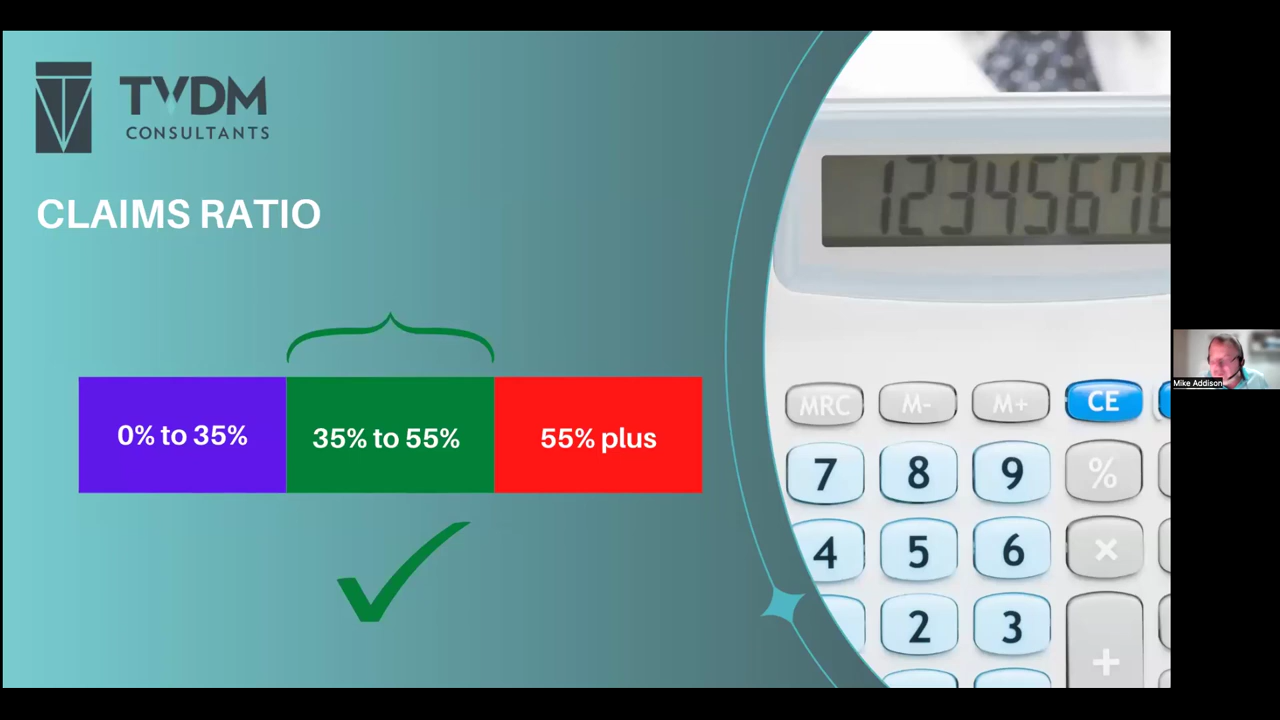 TVDM
CONSULTANTS
CLAIMS RATIO
0% to 35%
35% to 55%
55% plus
12345678
MRC M- M+ CE
7 8 9 %
4 5 6 ×
2 3
+
Mike Addison